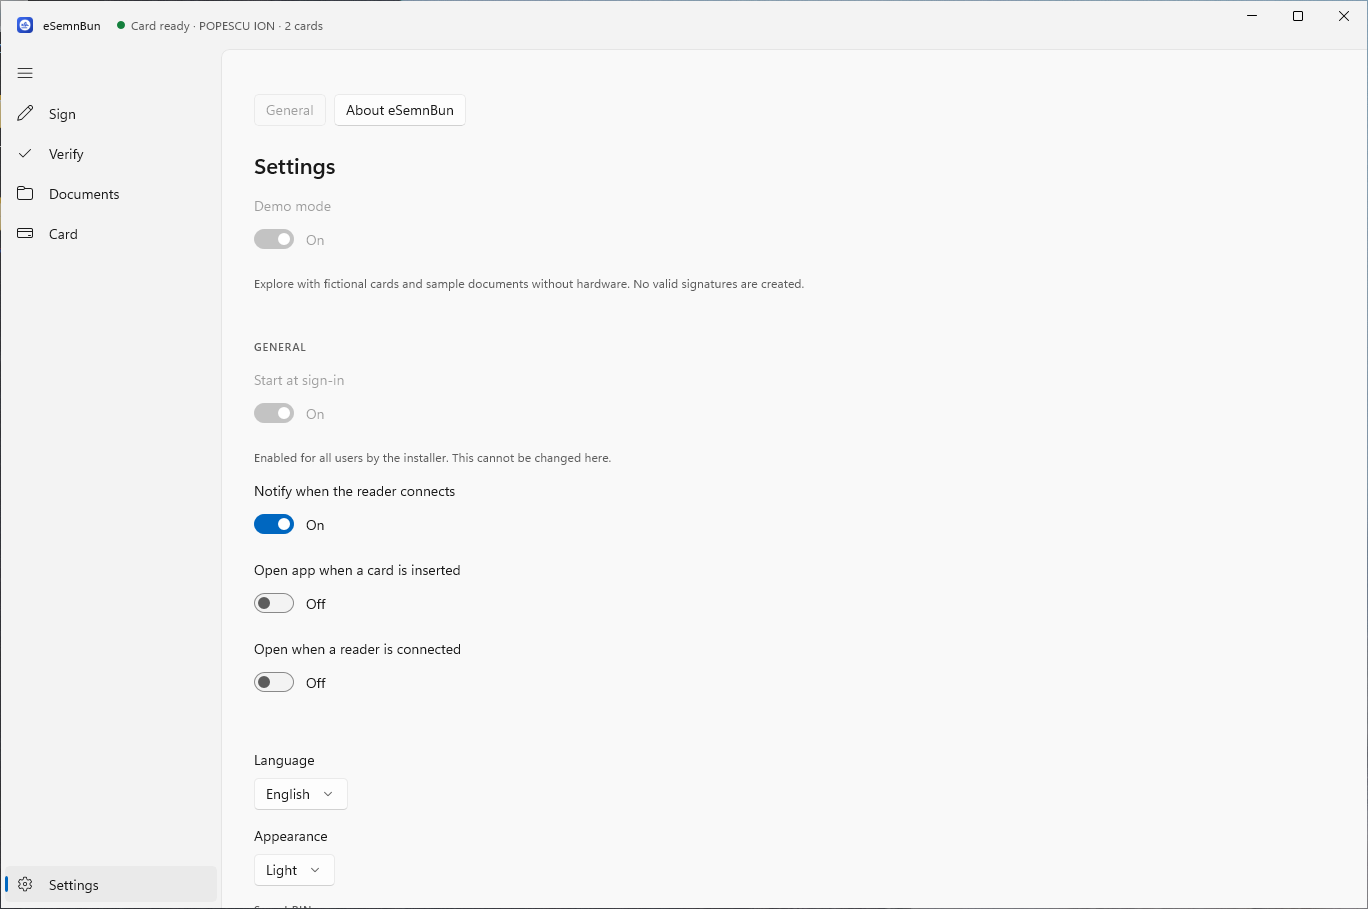 eSemnBun
Card ready · POPESCU ION · 2 cards
Sign
Verify
Documents
Card
General
About eSemnBun
Settings
Demo mode
On
Explore with fictional cards and sample documents without hardware. No valid signatures are created.
GENERAL
Start at sign-in
On
Enabled for all users by the installer. This cannot be changed here.
Notify when the reader connects
On
Open app when a card is inserted
Off
Open when a reader is connected
Off
Language
English
Appearance
Light
Settings